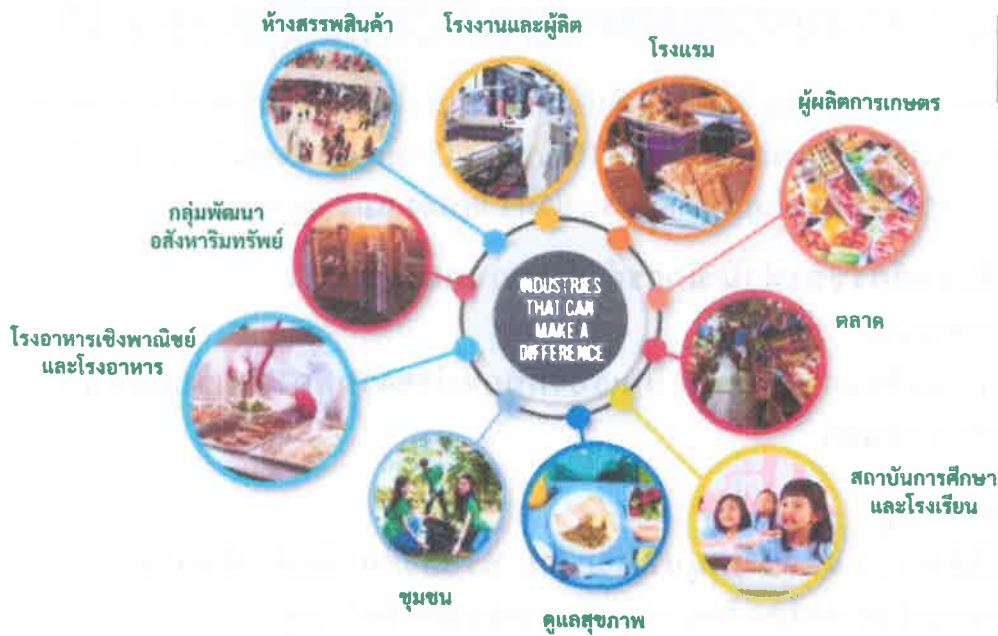 ห้างสรรพสินค้า
โรงงานและผู้ลิต
โรงแรม
ผู้ผลิตการเกษตร
กลุ่มพัฒนา
อสังหาริมทรัพย์
INDUSTRIES
THAT CAN
MAKE A
DIFFERENCE
ตลาด
โรงอาหารเชิงพาณิชย์
และโรงอาหาร
สถาบันการศึกษา
และโรงเรียน
ชุมชน
ดูแลสุขภาพ